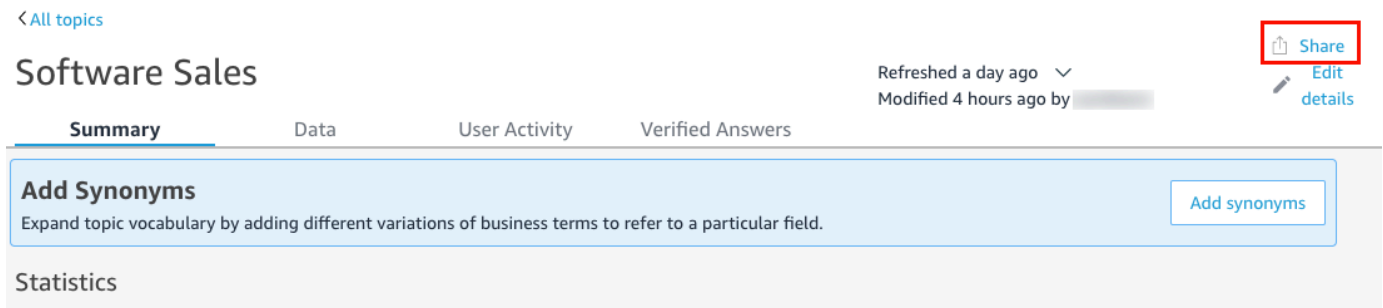 All topics
Software Sales
Refreshed a day ago
Modified 4 hours ago by
Share
Edit
details
Summary Data User Activity Verified Answers
Add Synonyms
Expand topic vocabulary by adding different variations of business terms to refer to a particular field.
Add synonyms
Statistics